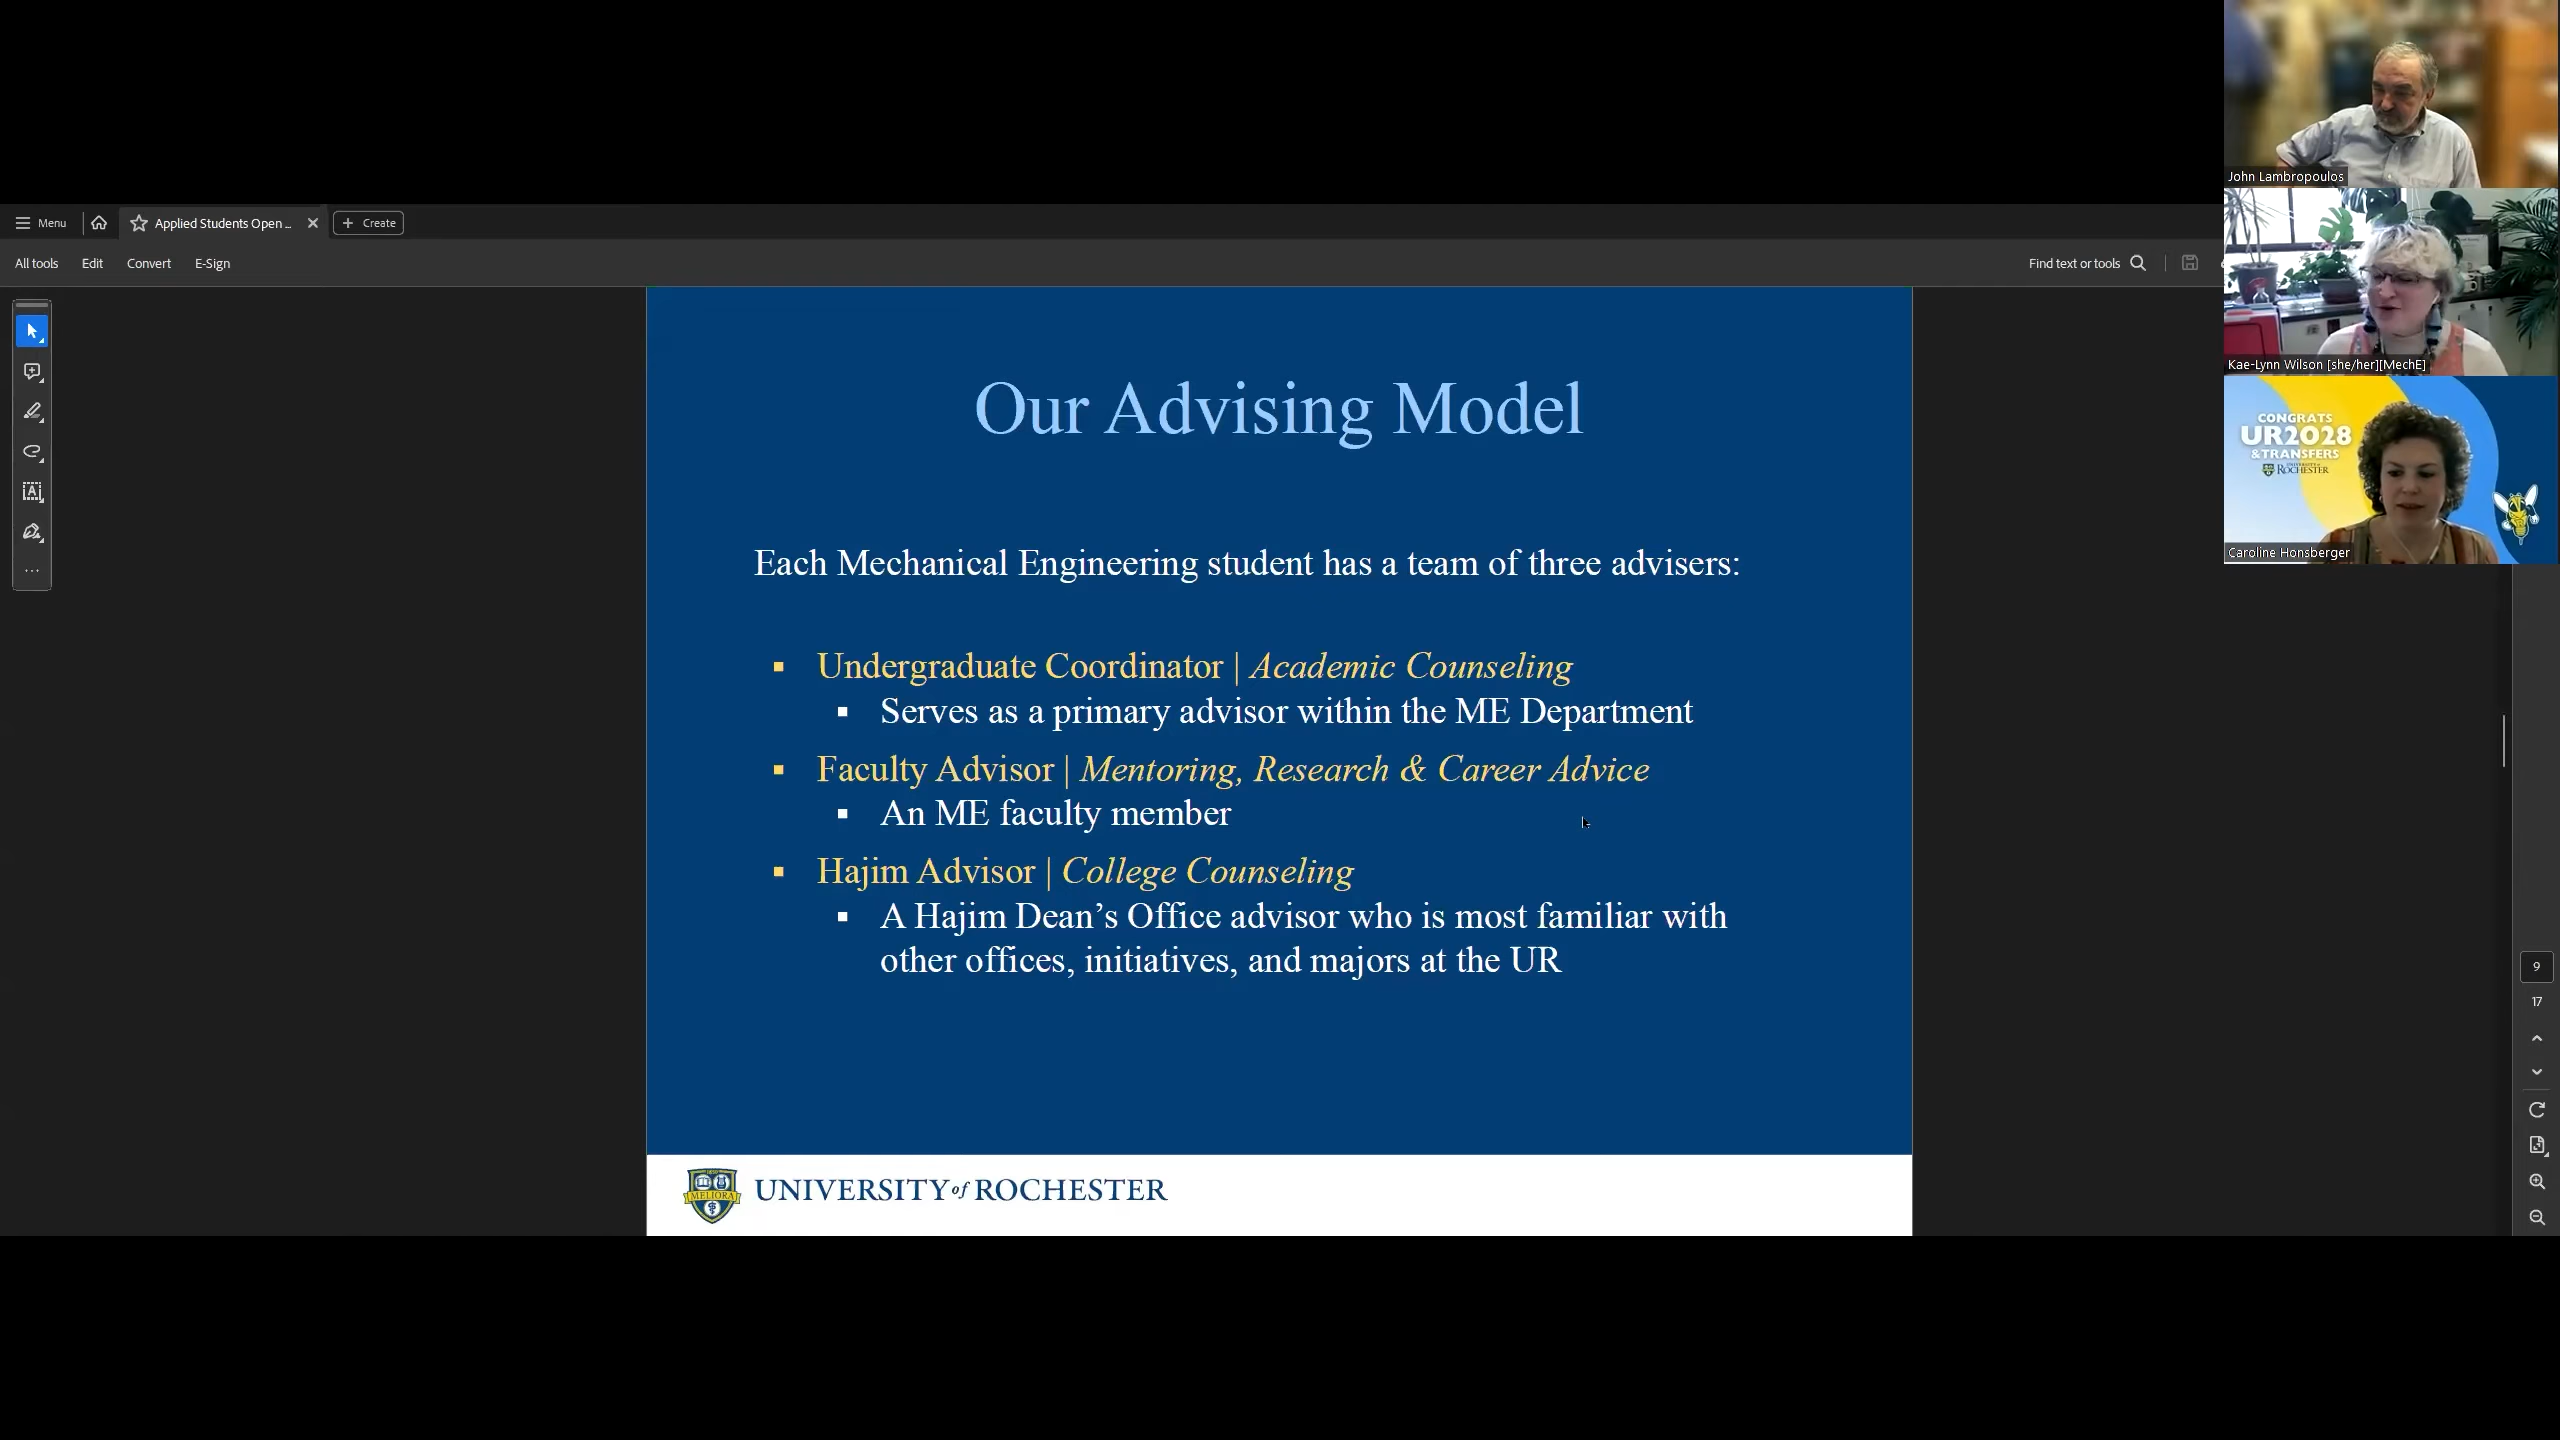 John Lambropoulos
Menu
Applied Students Open ...
Create
All tools
Edit
Convert
E-Sign
Find text or tools
Kae-Lynn Wilson [she/her][MechE]
CONGRATS
UR2028
&TRANSFERS
UNIVERSITY of
ROCHESTER
Caroline Honsberger
Our Advising Model
Each Mechanical Engineering student has a team of three advisers:
▪ Undergraduate Coordinator | Academic Counseling
▪ Serves as a primary advisor within the ME Department
▪ Faculty Advisor | Mentoring, Research & Career Advice
▪ An ME faculty member
▪ Hajim Advisor | College Counseling
▪ A Hajim Dean’s Office advisor who is most familiar with
other offices, initiatives, and majors at the UR
9
17
MELIORA
UNIVERSITY of ROCHESTER